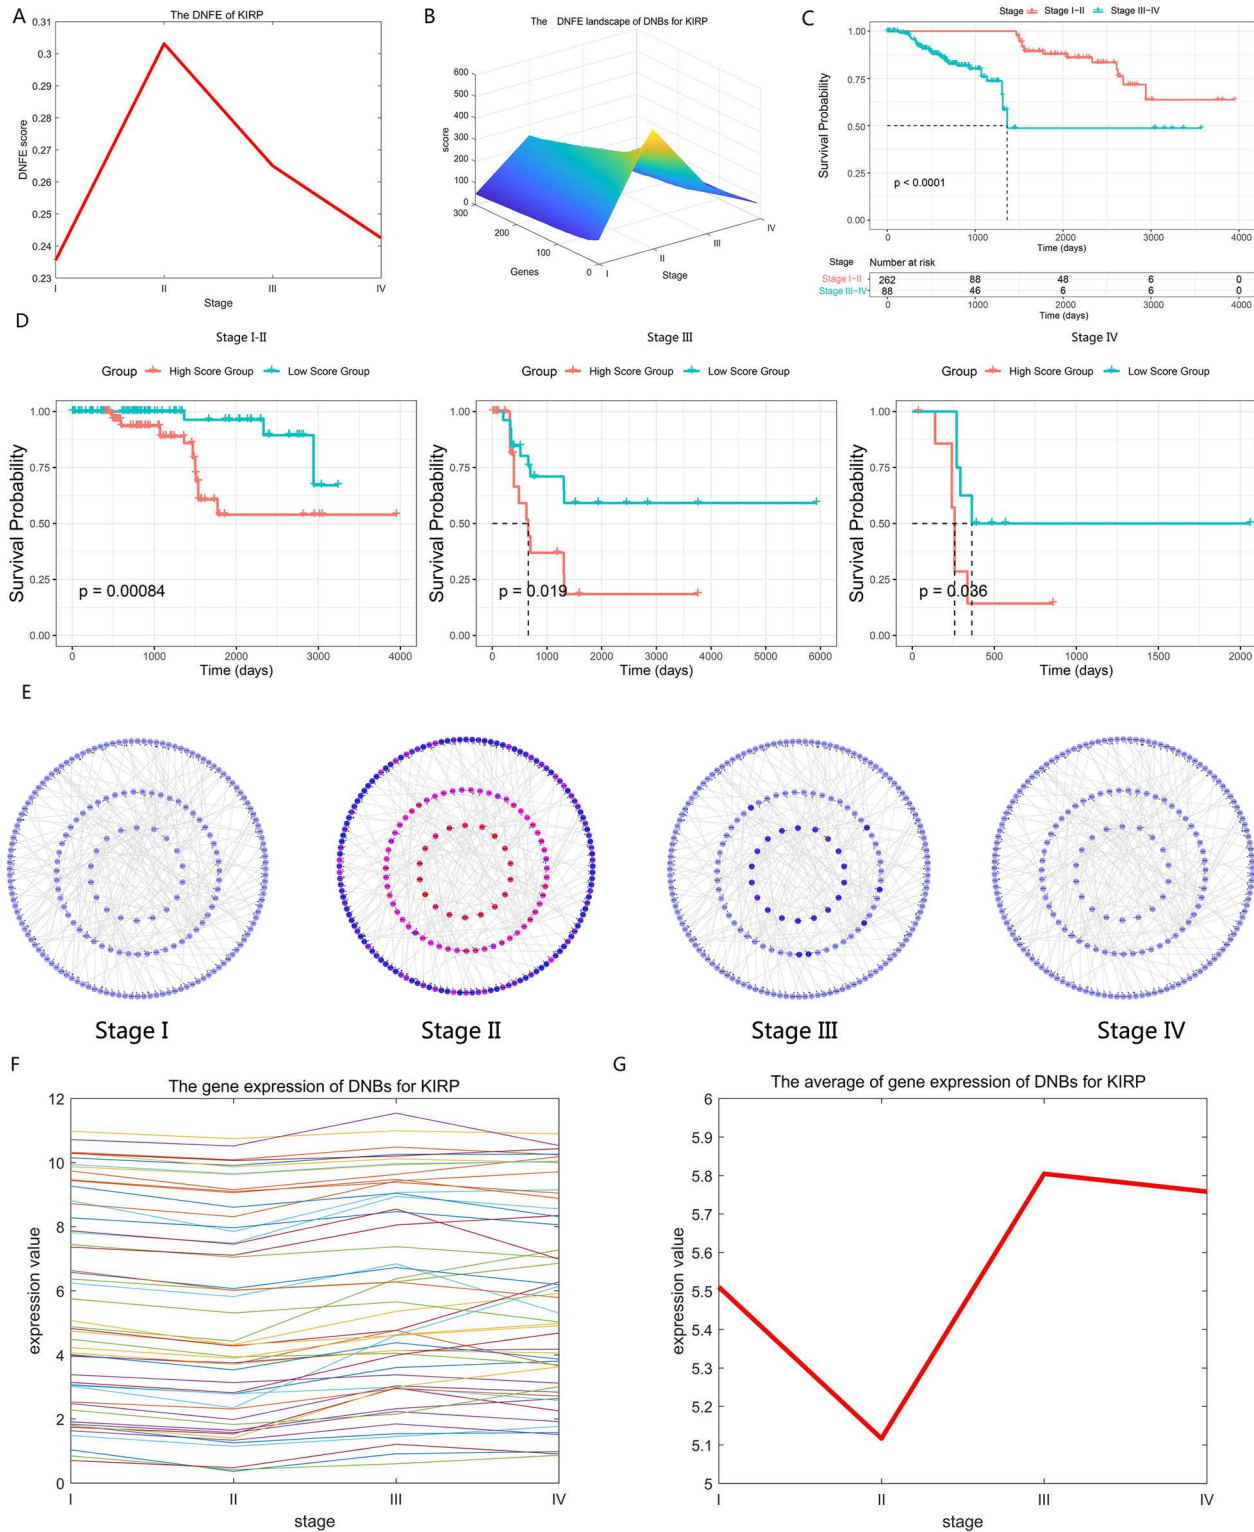 A
The DNFE of KIRP
0.31
0.3
0.29
0.28
0.27
0.26
0.25
0.24
0.23
DNFE score
I II III IV
Stage
B
The DNFE landscape of DNBs for KIRP
600
500
400
300
200
100
0
score
300
200
100
0
Genes
I
II
III
IV
Stage
C
Stage Stage I-II Stage III-IV
1.00
0.75
0.50
0.25
0.00
Survival Probability
p < 0.0001
0 1000 2000 3000 4000
Time (days)
Stage Number at risk
Stage I-II 262 88 48 6 0
Stage III-IV 88 46 6 6 0
0 1000 2000 3000 4000
Time (days)
D
Stage I-II
Group High Score Group Low Score Group
1.00
0.75
0.50
0.25
0.00
Survival Probability
p = 0.00084
0 1000 2000 3000 4000
Time (days)
Stage III
Group High Score Group Low Score Group
1.00
0.75
0.50
0.25
0.00
Survival Probability
p = 0.019
0 1000 2000 3000 4000 5000 6000
Time (days)
Stage IV
Group High Score Group Low Score Group
1.00
0.75
0.50
0.25
0.00
Survival Probability
p = 0.036
0 500 1000 1500 2000
Time (days)
E
Stage I
Stage II
Stage III
Stage IV
F
The gene expression of DNBs for KIRP
12
10
8
6
4
2
0
expression value
I II III IV
stage
G
The average of gene expression of DNBs for KIRP
6
5.9
5.8
5.7
5.6
5.5
5.4
5.3
5.2
5.1
5
expression value
I II III IV
stage